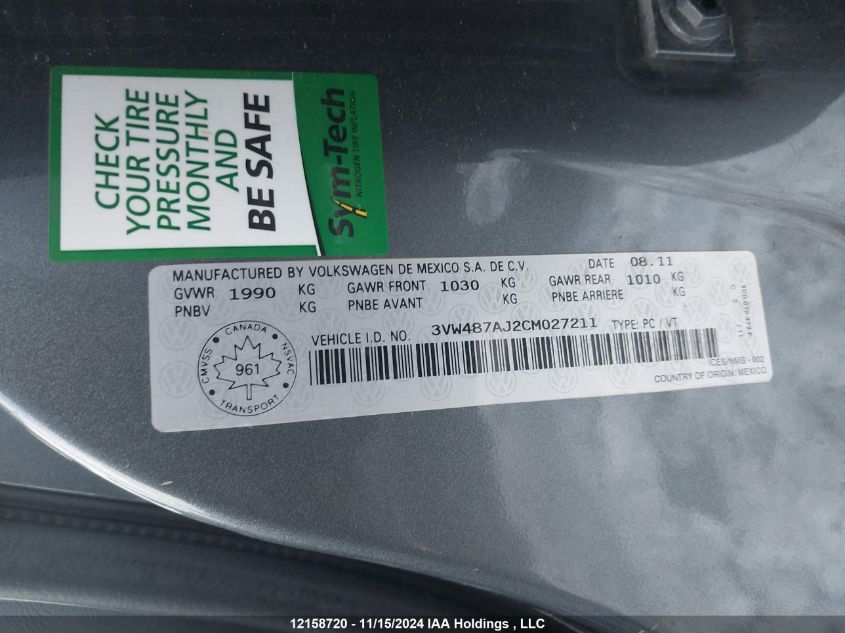 CHECK
YOUR TIRE
PRESSURE
MONTHLY
AND
BE SAFE
Sym-Tech
NITROGEN TIRE INFLATION
MANUFACTURED BY VOLKSWAGEN DE MEXICO S.A. DE C.V. DATE 08.11
GVWR 1990 KG GAWR FRONT 1030 KG GAWR REAR 1010 KG
PNBV KG PNBE AVANT KG PNBE ARRIERE KG
VEHICLE I.D. NO. 3VW487AJ2CM027211 TYPE: PC / VT
CANADA
CMVSS
961
NSVAC
TRANSPORT
ICES/NMB - 002
COUNTRY OF ORIGIN: MEXICO
12158720 - 11/15/2024 IAA Holdings , LLC